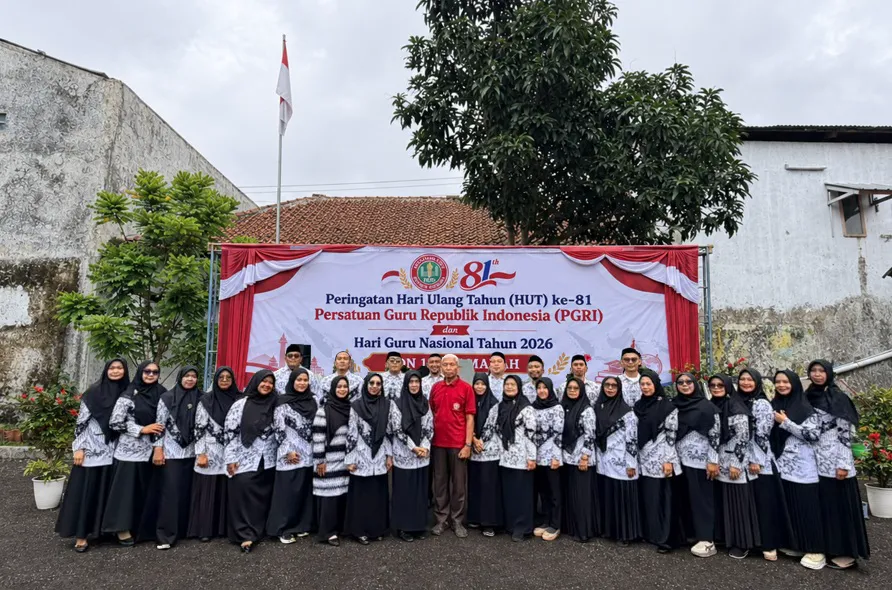 81th
Peringatan Hari Ulang Tahun (HUT) ke-81
Persatuan Guru Republik Indonesia (PGRI)
dan
Hari Guru Nasional Tahun 2026